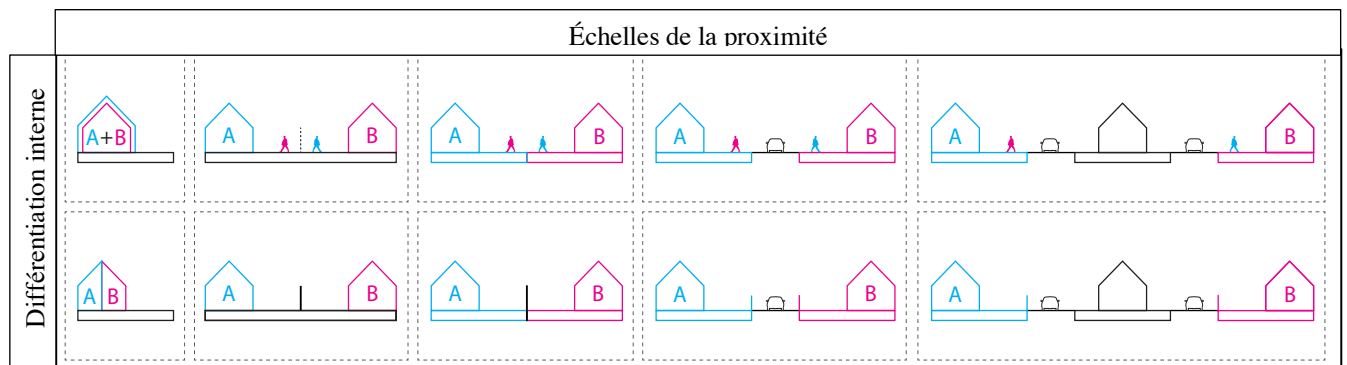 Échelles de la proximité
Différentiation interne
A+B
A B
A B
A B
A B
A B
A B
A B
A B
A B